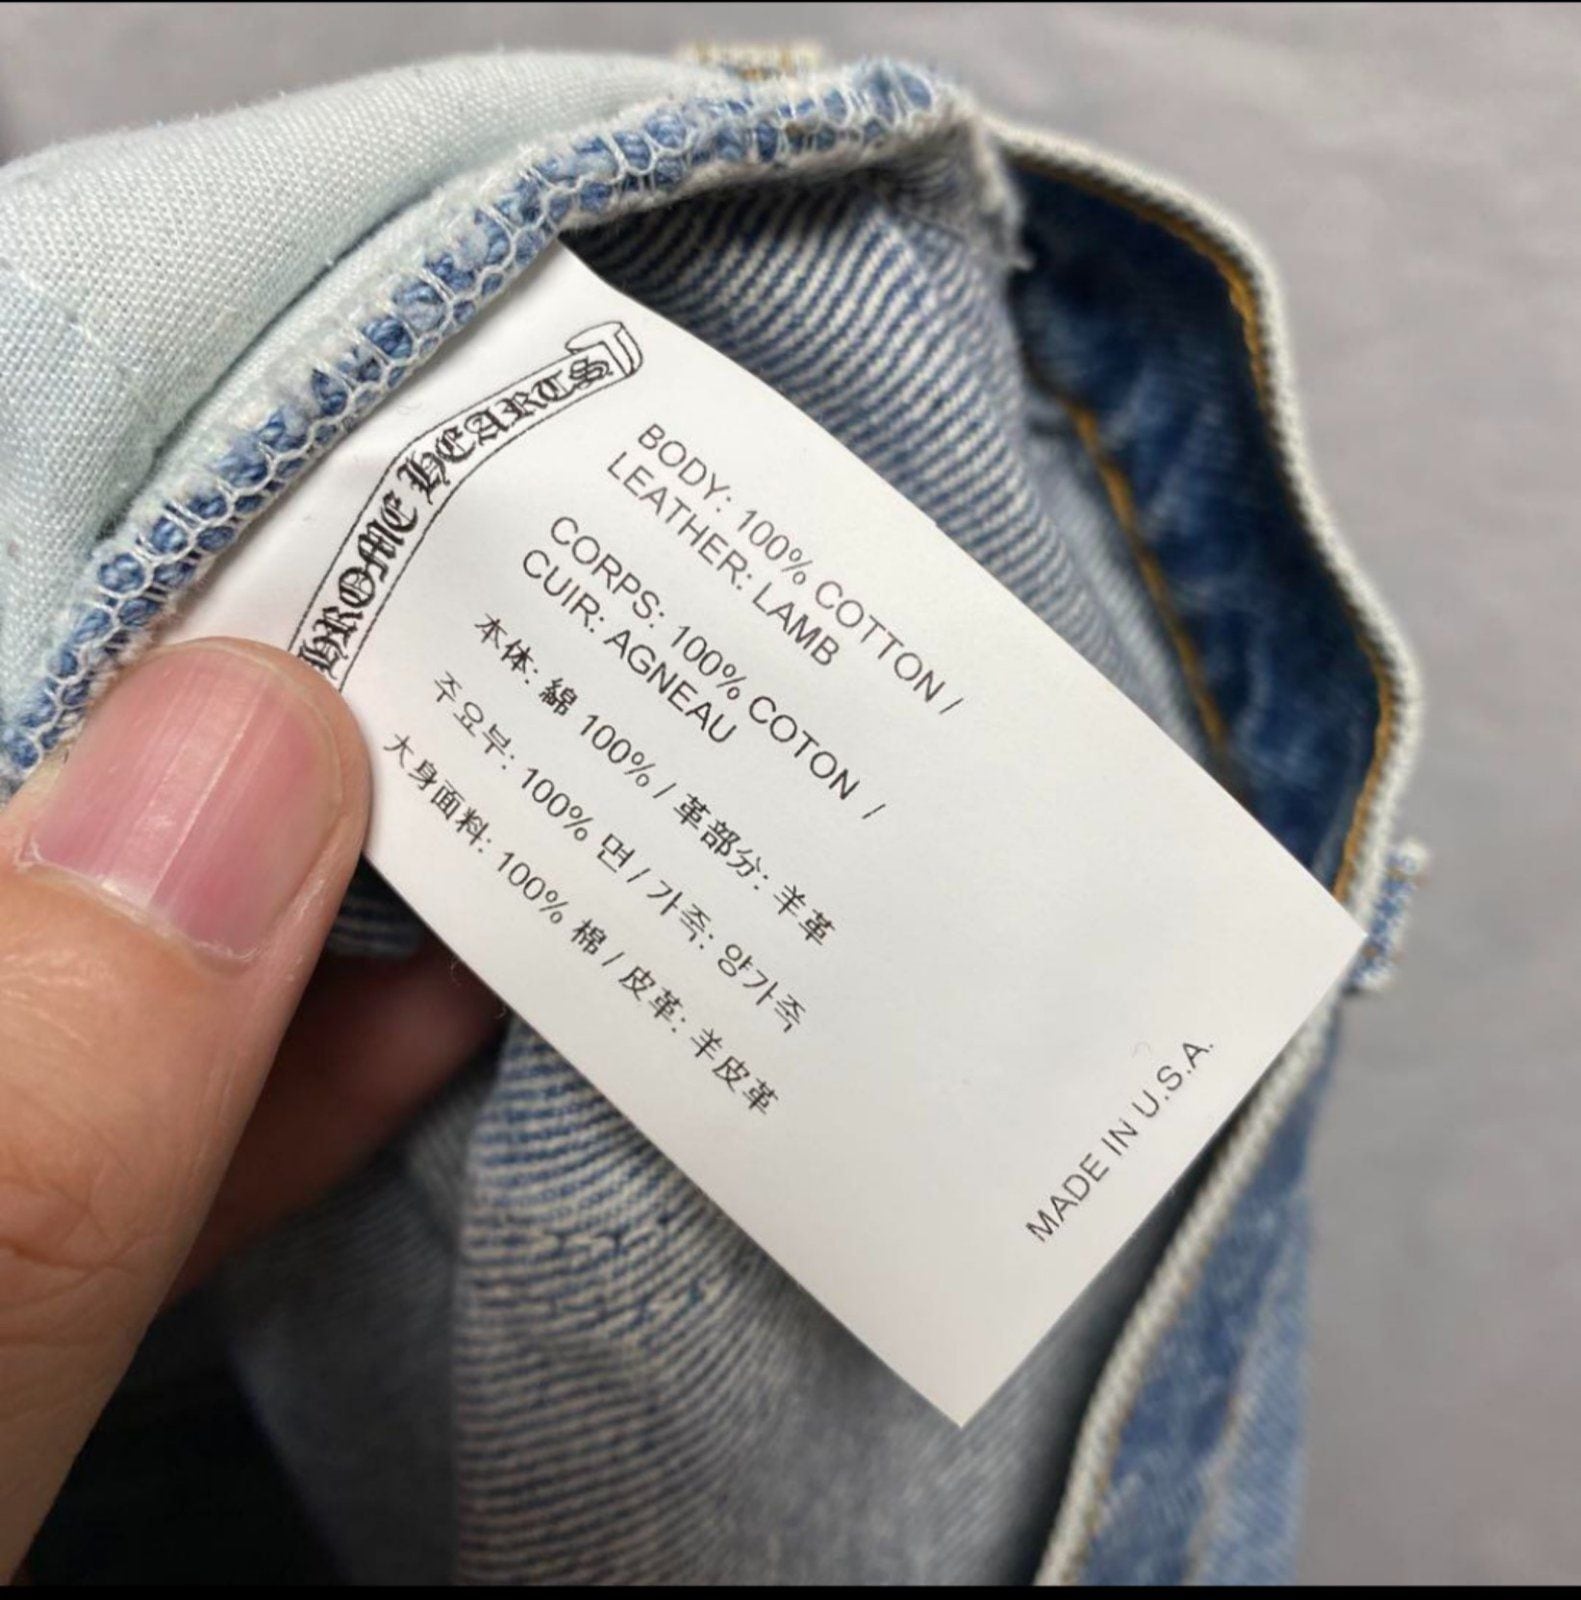 HROME HEARTS
BODY: 100% COTTON /
LEATHER: LAMB
CORPS: 100% COTON /
CUIR: AGNEAU
本体: 綿 100% / 革部分: 羊革
주요부: 100% 면 / 가죽: 양가죽
大身面料: 100% 棉 / 皮革: 羊皮革
MADE IN U.S.A.